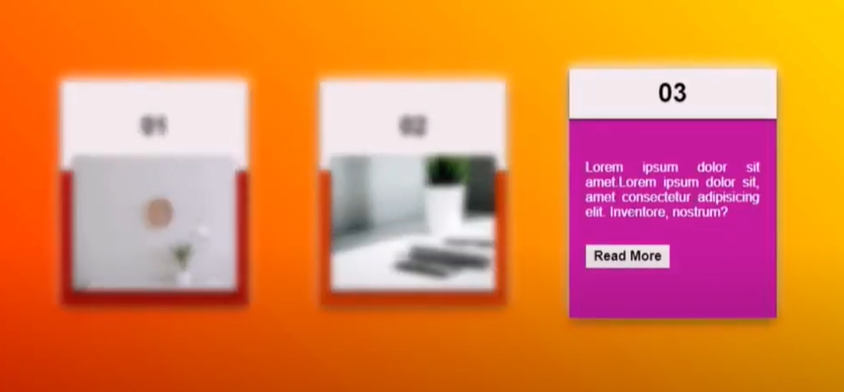 01
02
03
Lorem ipsum dolor sit
amet.Lorem ipsum dolor sit,
amet consectetur adipisicing
elit. Inventore, nostrum?
Read More